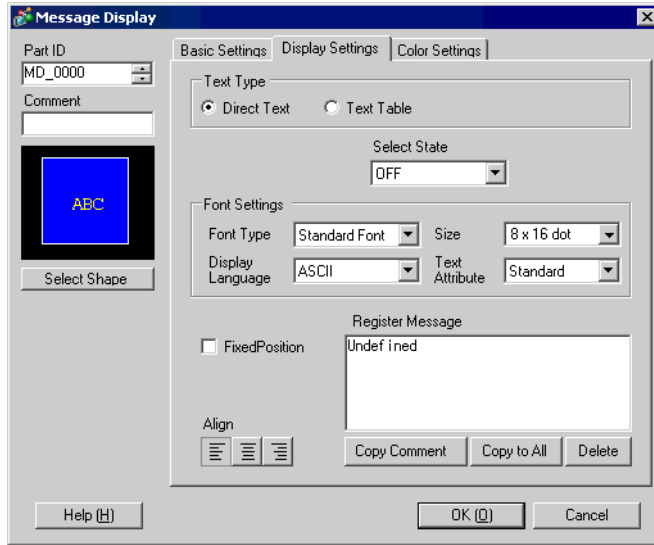 Message Display
Part ID
MD_0000
Comment
ABC
Select Shape
Basic Settings Display Settings Color Settings
Text Type
Direct Text Text Table
Select State
OFF
Font Settings
Font Type Standard Font Size 8 x 16 dot
Display Language ASCII Text Attribute Standard
Register Message
FixedPosition Undefined
Align
Copy Comment Copy to All Delete
Help (H) OK (O) Cancel